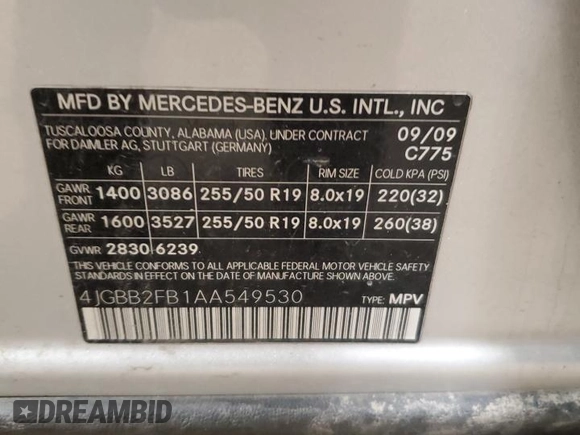 MFD BY MERCEDES-BENZ U.S. INTL., INC
TUSCALOOSA COUNTY, ALABAMA (USA). UNDER CONTRACT 09/09
FOR DAIMLER AG, STUTTGART (GERMANY) C775
KG LB TIRES RIM SIZE COLD KPA (PSI)
GAWR FRONT 1400 3086 255/50 R19 8.0x19 220(32)
GAWR REAR 1600 3527 255/50 R19 8.0x19 260(38)
GVWR 2830 6239
THIS VEHICLE CONFORMS TO ALL APPLICABLE FEDERAL MOTOR VEHICLE SAFETY
STANDARDS IN EFFECT ON THE DATE OF MANUFACTURE SHOWN ABOVE
4JGBB2FB1AA549530 TYPE: MPV
DREAMBID